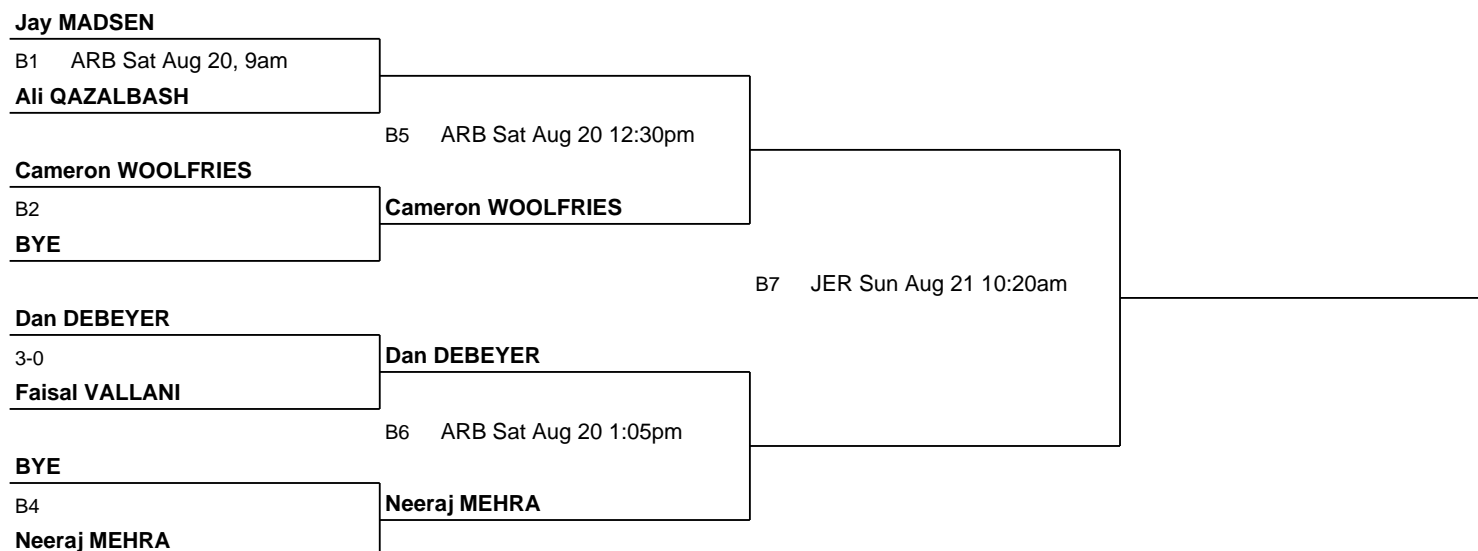 Jay MADSEN
B1 ARB Sat Aug 20, 9am
Ali QAZALBASH
B5 ARB Sat Aug 20 12:30pm
Cameron WOOLFRIES
B2
Cameron WOOLFRIES
BYE
B7 JER Sun Aug 21 10:20am
Dan DEBEYER
3-0
Dan DEBEYER
Faisal VALLANI
B6 ARB Sat Aug 20 1:05pm
BYE
B4
Neeraj MEHRA
Neeraj MEHRA